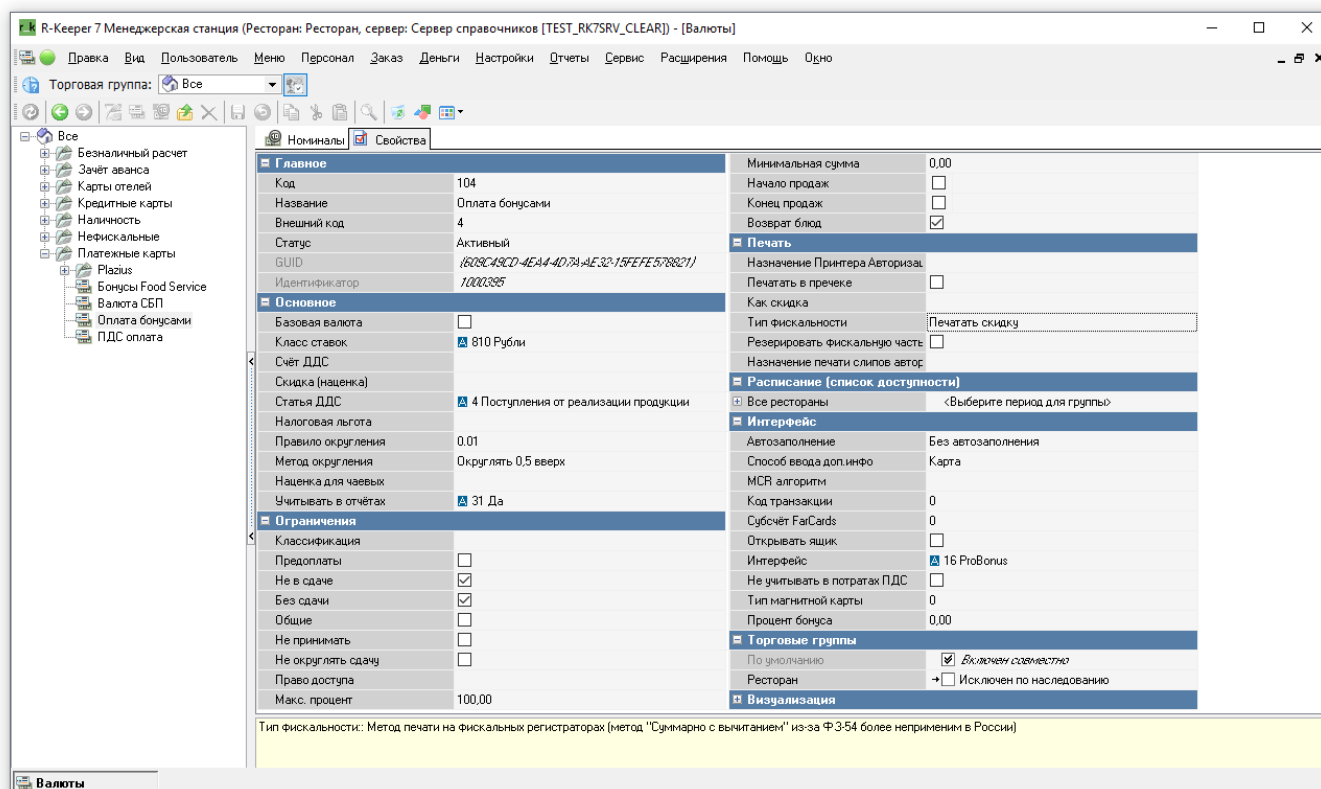 R-Keeper 7 Менеджерская станция (Ресторан: Ресторан, сервер: Сервер справочников [TEST_RK7SRV_CLEAR]) - [Валюты]
Правка Вид Пользователь Меню Персонал Заказ Деньги Настройки Отчеты Сервис Расширения Помощь Окно
Торговая группа: Все
Все
Безналичный расчет
Зачёт аванса
Карты отелей
Кредитные карты
Наличность
Нефискальные
Платежные карты
Plazius
Бонусы Food Service
Валюта СБП
Оплата бонусами
ПДС оплата
Номиналы Свойства
Главное
Код 104
Название Оплата бонусами
Внешний код 4
Статус Активный
GUID {609C49CD-4EA4-4D7A-AE32-15FEFE578821}
Идентификатор 1000395
Основное
Базовая валюта
Класс ставок 810 Рубли
Счёт ДДС
Скидка (наценка)
Статья ДДС 4 Поступления от реализации продукции
Налоговая льгота
Правило округления 0.01
Метод округления Округлять 0,5 вверх
Наценка для чаевых
Учитывать в отчётах 31 Да
Ограничения
Классификация
Предоплаты
Не в сдаче
Без сдачи
Общие
Не принимать
Не округлять сдачу
Право доступа
Макс. процент 100,00
Минимальная сумма 0,00
Начало продаж
Конец продаж
Возврат блюд
Печать
Назначение Принтера Авторизац
Печатать в пречеке
Как скидка
Тип фискальности Печатать скидку
Резерировать фискальную часть
Назначение печати слипов автор
Расписание (список доступности)
Все рестораны <Выберите период для группы>
Интерфейс
Автозаполнение Без автозаполнения
Способ ввода доп.инфо Карта
MCR алгоритм
Код транзакции 0
Субсчёт FarCards 0
Открывать ящик
Интерфейс 16 ProBonus
Не учитывать в потратах ПДС
Тип магнитной карты 0
Процент бонуса 0,00
Торговые группы
По умолчанию Включен совместно
Ресторан Исключен по наследованию
Визуализация
Тип фискальности:: Метод печати на фискальных регистраторах (метод "Суммарно с вычитанием" из-за ФЗ-54 более неприменим в России)
Валюты